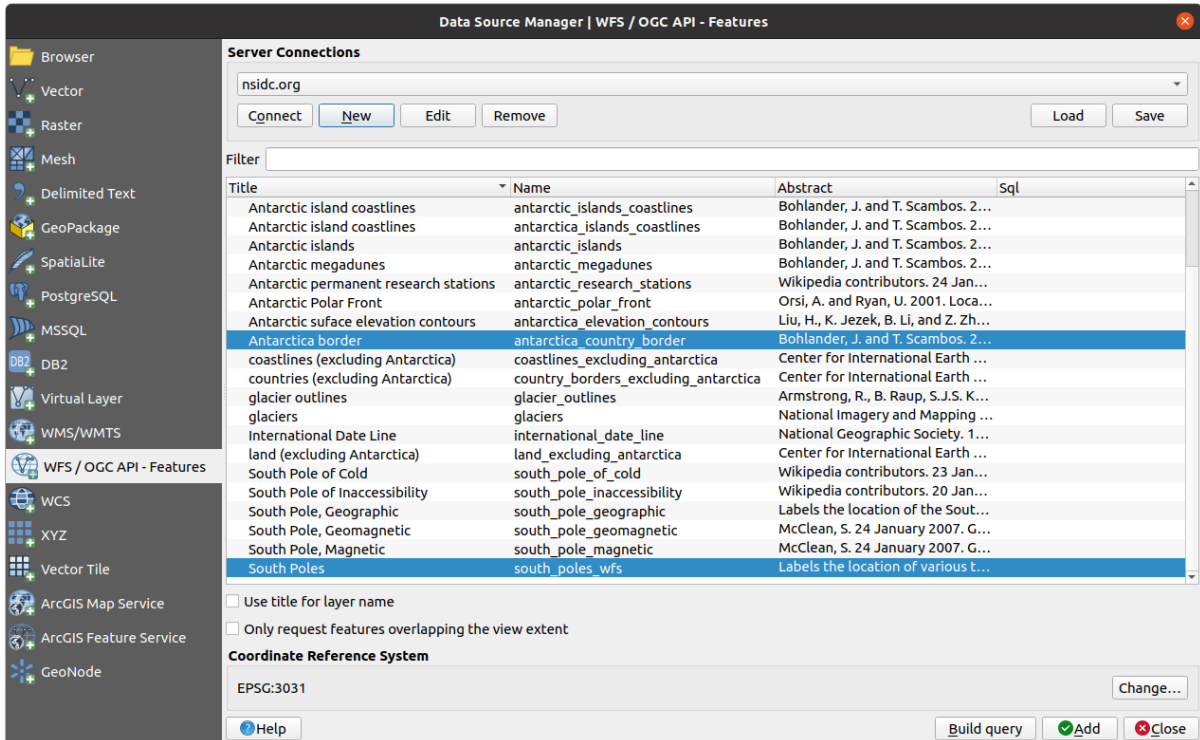 Data Source Manager | WFS / OGC API - Features
Browser
Vector
Raster
Mesh
Delimited Text
GeoPackage
SpatiaLite
PostgreSQL
MSSQL
DB2
Virtual Layer
WMS/WMTS
WFS / OGC API - Features
WCS
XYZ
Vector Tile
ArcGIS Map Service
ArcGIS Feature Service
GeoNode
Server Connections
nsidc.org
Connect New Edit Remove Load Save
Filter
Title Name Abstract Sql
Antarctic island coastlines antarctic_islands_coastlines Bohlander, J. and T. Scambos. 2...
Antarctic island coastlines antarctica_islands_coastlines Bohlander, J. and T. Scambos. 2...
Antarctic islands antarctic_islands Bohlander, J. and T. Scambos. 2...
Antarctic megadunes antarctic_megadunes Bohlander, J. and T. Scambos. 2...
Antarctic permanent research stations antarctic_research_stations Wikipedia contributors. 24 Jan...
Antarctic Polar Front antarctic_polar_front Orsi, A. and Ryan, U. 2001. Loca...
Antarctic suface elevation contours antarctica_elevation_contours Liu, H., K. Jezek, B. Li, and Z. Zh...
Antarctica border antarctica_country_border Bohlander, J. and T. Scambos. 2...
coastlines (excluding Antarctica) coastlines_excluding_antarctica Center for International Earth ...
countries (excluding Antarctica) country_borders_excluding_antarctica Center for International Earth ...
glacier outlines glacier_outlines Armstrong, R., B. Raup, S.J.S. K...
glaciers glaciers National Imagery and Mapping ...
International Date Line international_date_line National Geographic Society. 1...
land (excluding Antarctica) land_excluding_antarctica Center for International Earth ...
South Pole of Cold south_pole_of_cold Wikipedia contributors. 23 Jan...
South Pole of Inaccessibility south_pole_inaccessibility Wikipedia contributors. 20 Jan...
South Pole, Geographic south_pole_geographic Labels the location of the Sout...
South Pole, Geomagnetic south_pole_geomagnetic McClean, S. 24 January 2007. G...
South Pole, Magnetic south_pole_magnetic McClean, S. 24 January 2007. G...
South Poles south_poles_wfs Labels the location of various t...
Use title for layer name
Only request features overlapping the view extent
Coordinate Reference System
EPSG:3031 Change...
Help Build query Add Close